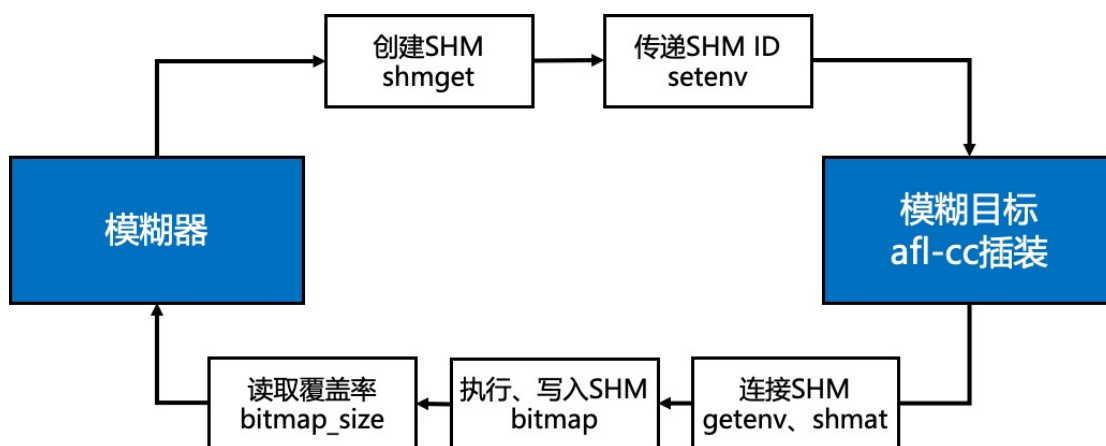 创建SHM
shmget
传递SHM ID
setenv
模糊器
模糊目标
afl-cc插装
读取覆盖率
bitmap_size
执行、写入SHM
bitmap
连接SHM
getenv、shmat